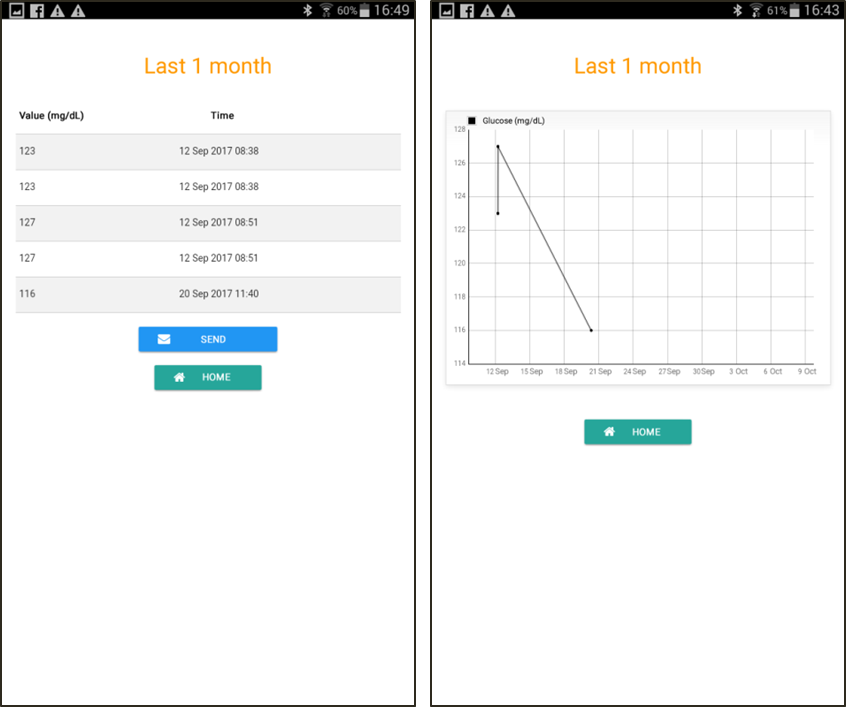 60% 16:49
Last 1 month
Value (mg/dL) Time
123 12 Sep 2017 08:38
123 12 Sep 2017 08:38
127 12 Sep 2017 08:51
127 12 Sep 2017 08:51
116 20 Sep 2017 11:40
SEND
HOME
61% 16:43
Last 1 month
Glucose (mg/dL)
128
126
124
122
120
118
116
114
12 Sep 15 Sep 18 Sep 21 Sep 24 Sep 27 Sep 30 Sep 3 Oct 6 Oct 9 Oct
HOME